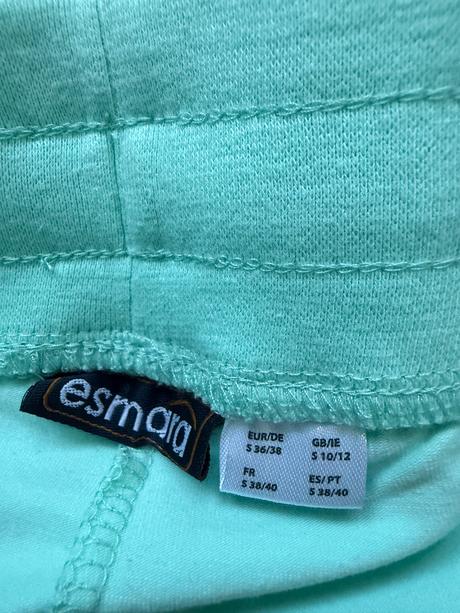 esmara
EUR/DE
S 36/38
GB/IE
S 10/12
FR
S 38/40
ES/PT
S 38/40